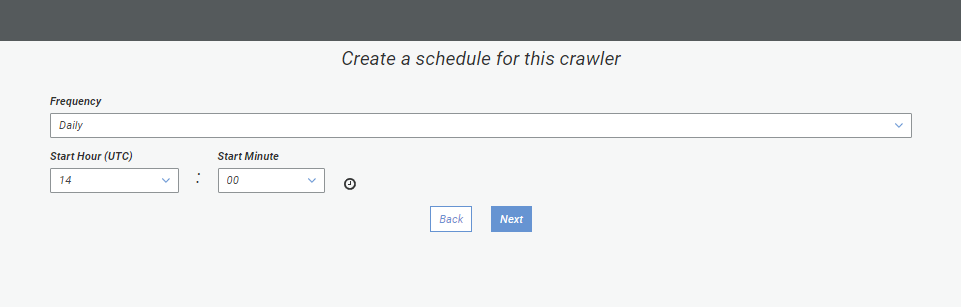 Create a schedule for this crawler
Frequency
Daily
Start Hour (UTC) Start Minute
14 : 00
Back Next